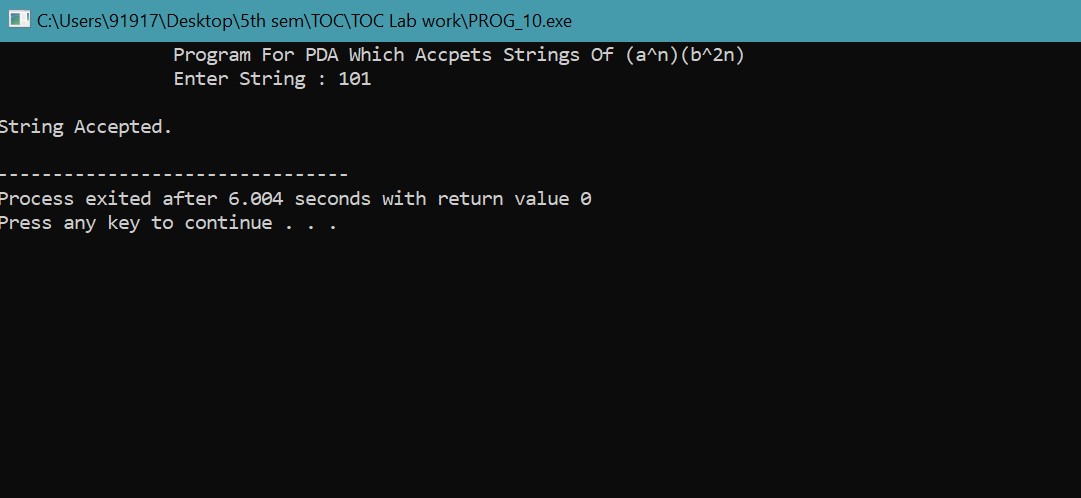 C:\Users\91917\Desktop\5th sem\TOC\TOC Lab work\PROG_10.exe
Program For PDA Which Accpets Strings Of (a^n)(b^2n)
Enter String : 101
String Accepted.
--------------------------------
Process exited after 6.004 seconds with return value 0
Press any key to continue . . .